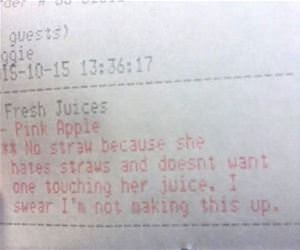 guests)
ggie
15-10-15 13:36:17
Fresh Juices
- Pink Apple
** No straw because she
hates straws and doesnt want
one touching her juice. I
swear I'm not making this up.